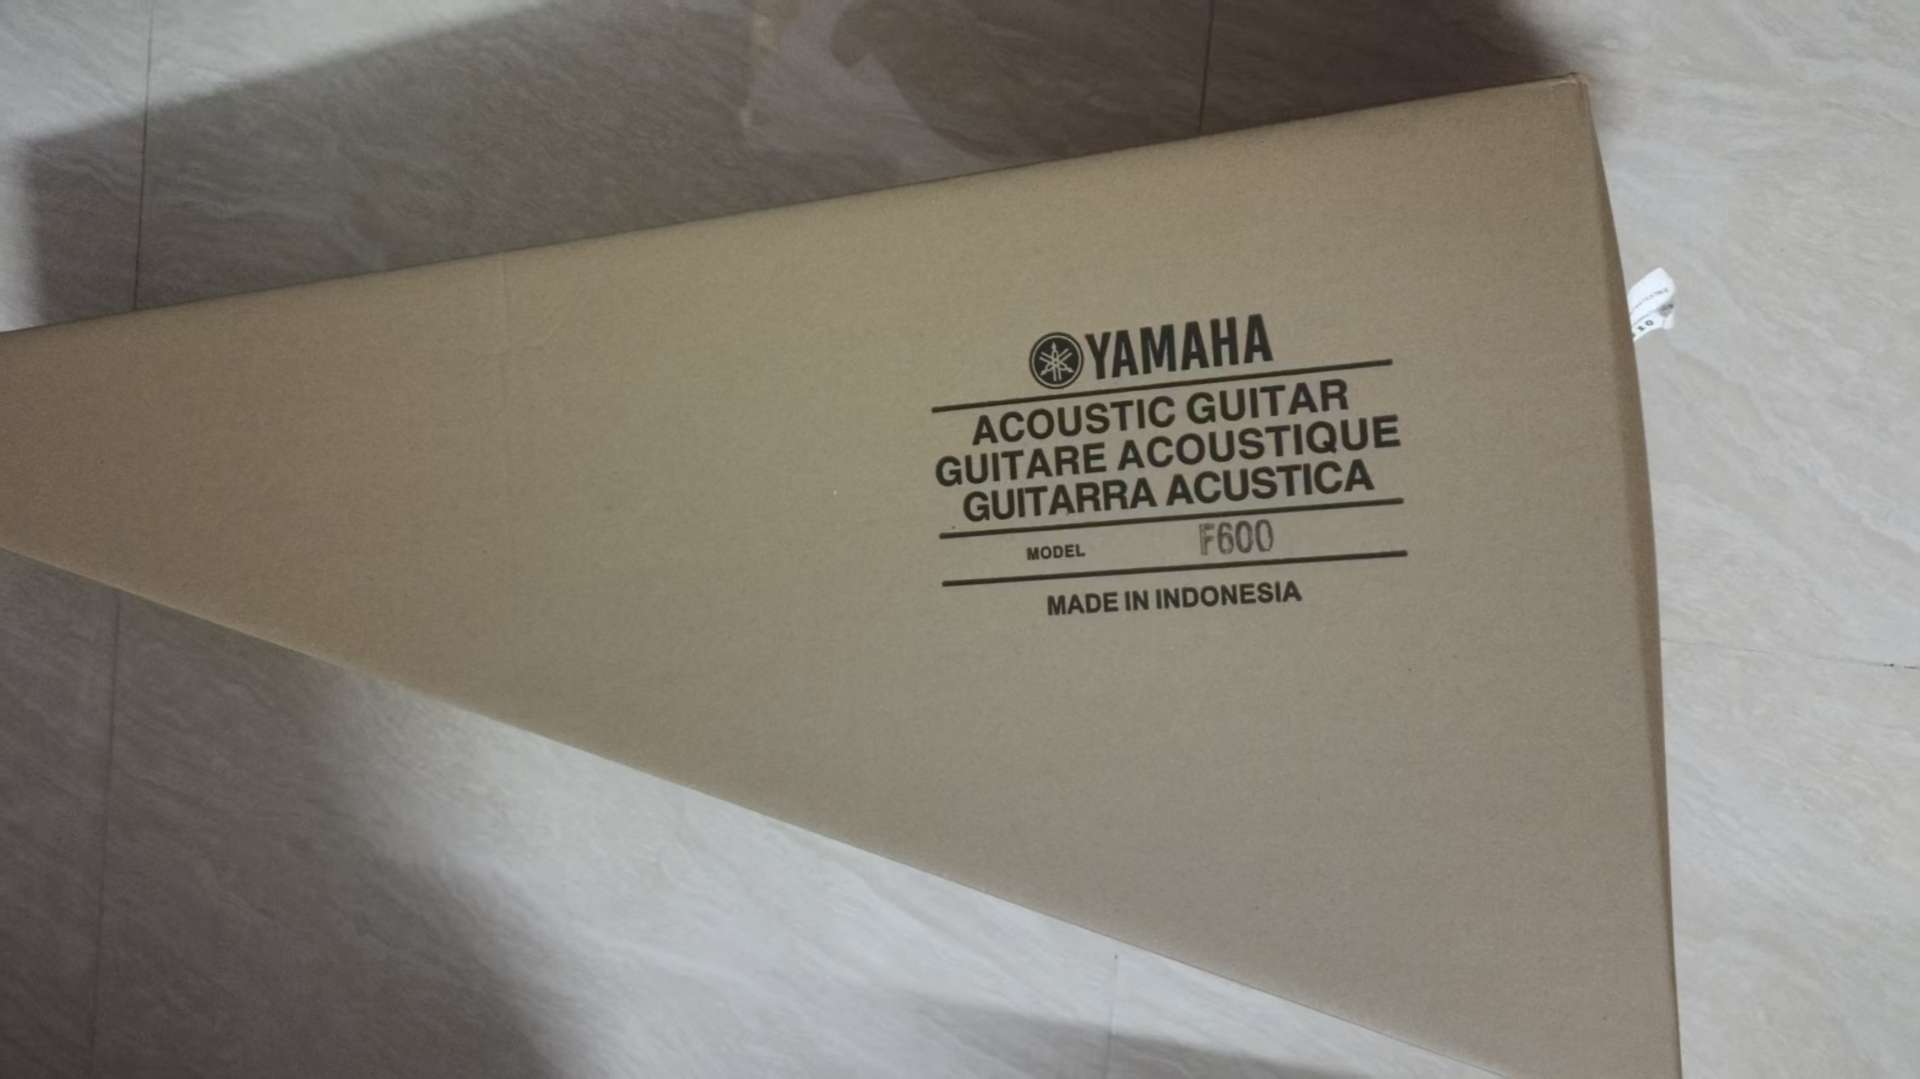 YAMAHA
ACOUSTIC GUITAR
GUITARE ACOUSTIQUE
GUITARRA ACUSTICA
MODEL F600
MADE IN INDONESIA